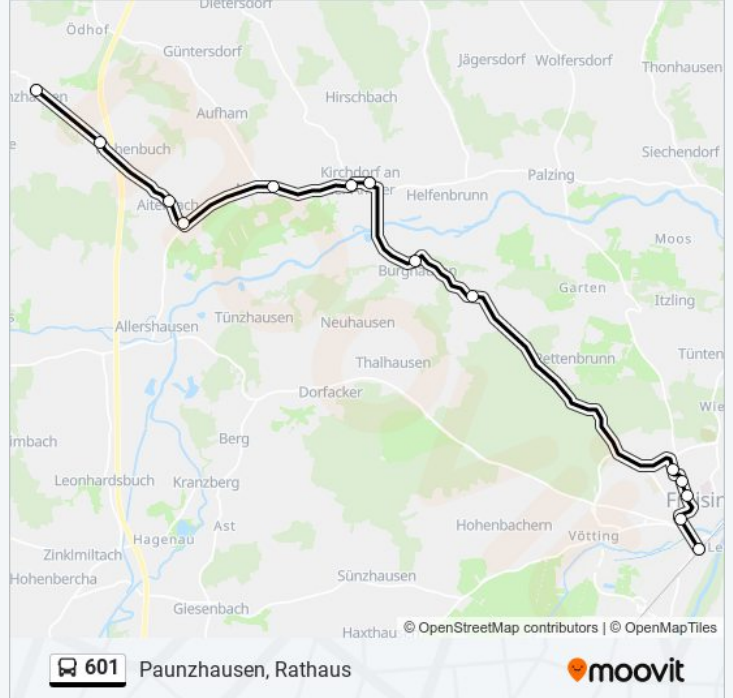 Dietersdorf
Ödhof
Güntersdorf
Jägersdorf
Wolfersdorf
Thonhausen
Hirschbach
Aufham
Siechendorf
Kirchdorf an
Palzing
Helfenbrunn
Moos
Garten
Itzling
Tünzhausen
Neuhausen
Allershausen
Thalhausen
Dorfacker
Berg
Leonhardsbuch
Kranzberg
Ast
Hohenbachern
Vötting
Hagenau
Zinklmiltach
Hohenbercha
Sünzhausen
Giesenbach
Haxthau
© OpenStreetMap contributors | © OpenMapTiles
601
Paunzhausen, Rathaus
moovit